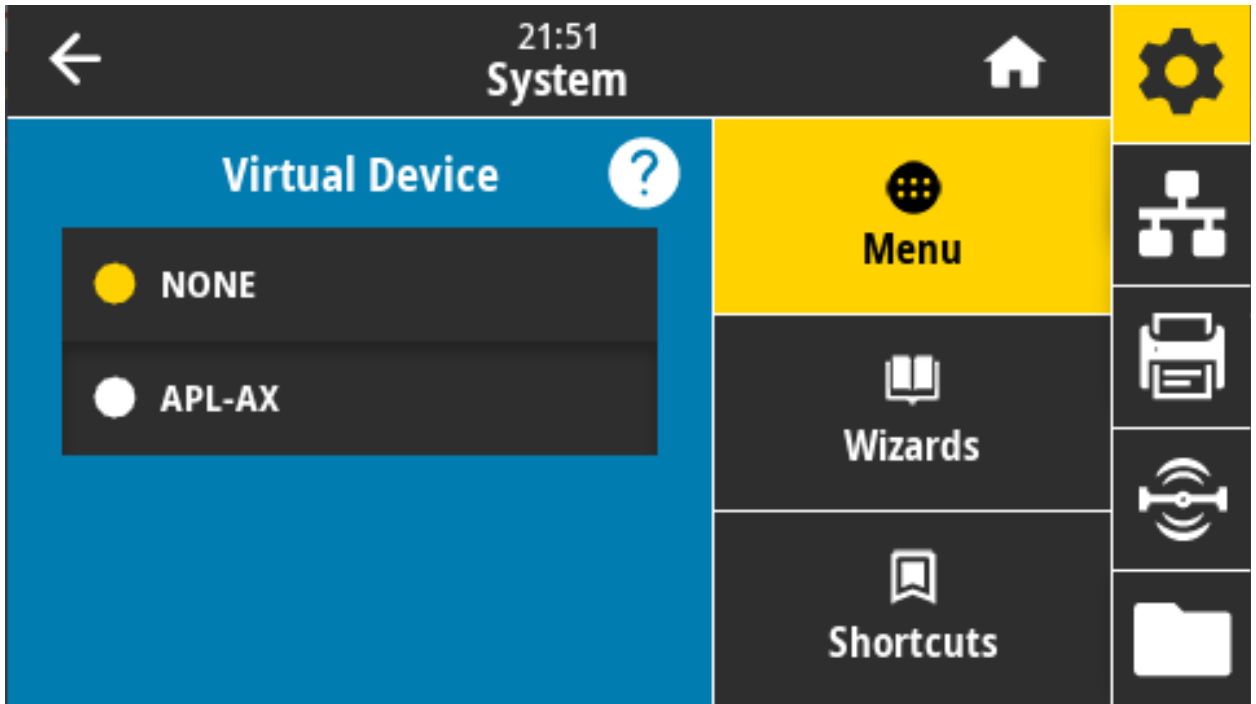 21:51
System
Virtual Device
?
NONE
APL-AX
Menu
Wizards
Shortcuts